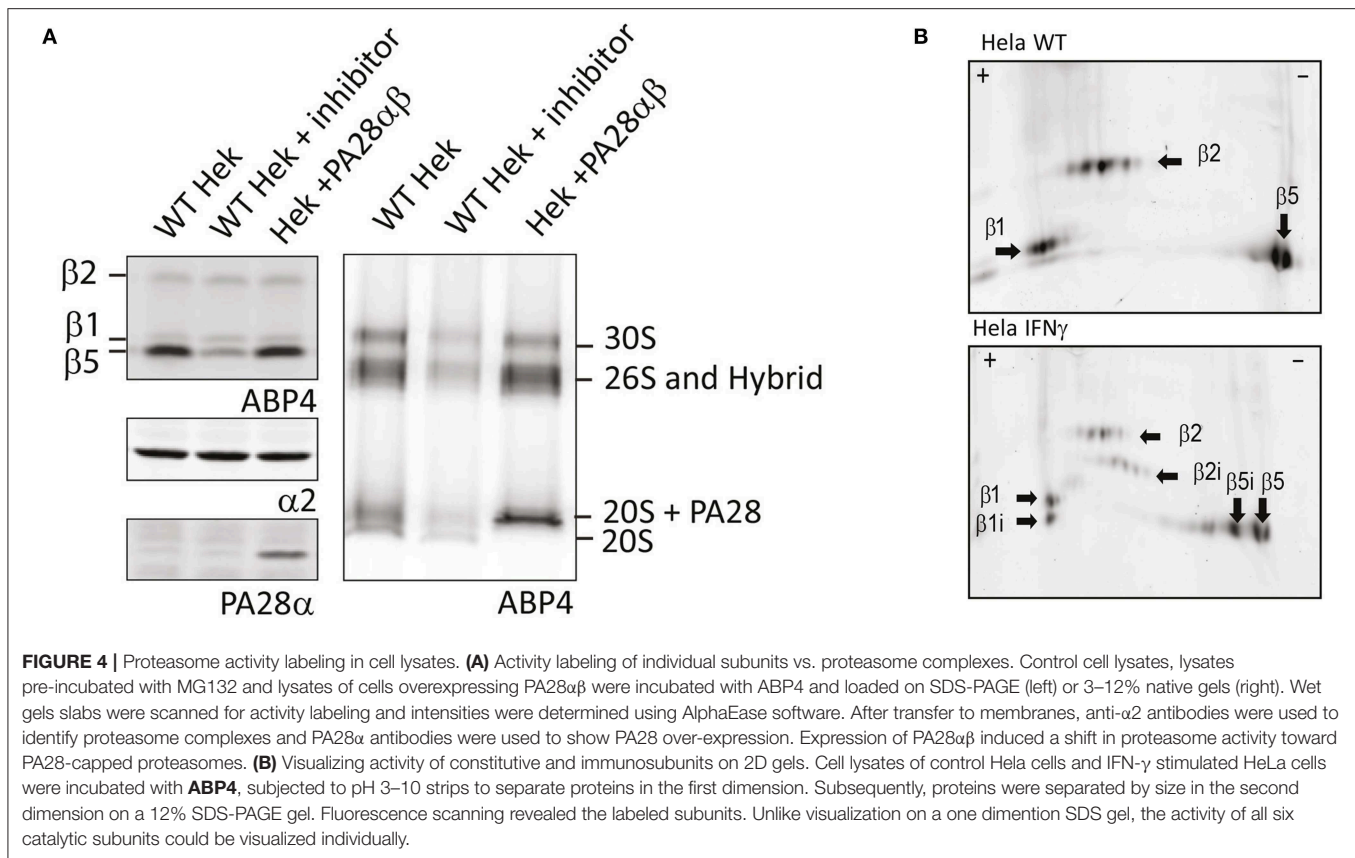 A
WT Hek
WT Hek + inhibitor
Hek +PA28αβ
WT Hek
WT Hek + inhibitor
Hek +PA28αβ
β2
β1
β5
ABP4
α2
PA28α
30S
26S and Hybrid
20S + PA28
20S
ABP4
B
Hela WT
+
−
β2
β1
β5
Hela IFNγ
+
−
β2
β2i
β5i β5
β1
β1i
FIGURE 4 | Proteasome activity labeling in cell lysates. (A) Activity labeling of individual subunits vs. proteasome complexes. Control cell lysates, lysates
pre-incubated with MG132 and lysates of cells overexpressing PA28αβ were incubated with ABP4 and loaded on SDS-PAGE (left) or 3–12% native gels (right). Wet
gels slabs were scanned for activity labeling and intensities were determined using AlphaEase software. After transfer to membranes, anti-α2 antibodies were used to
identify proteasome complexes and PA28α antibodies were used to show PA28 over-expression. Expression of PA28αβ induced a shift in proteasome activity toward
PA28-capped proteasomes. (B) Visualizing activity of constitutive and immunosubunits on 2D gels. Cell lysates of control Hela cells and IFN-γ stimulated HeLa cells
were incubated with ABP4, subjected to pH 3–10 strips to separate proteins in the first dimension. Subsequently, proteins were separated by size in the second
dimension on a 12% SDS-PAGE gel. Fluorescence scanning revealed the labeled subunits. Unlike visualization on a one dimention SDS gel, the activity of all six
catalytic subunits could be visualized individually.